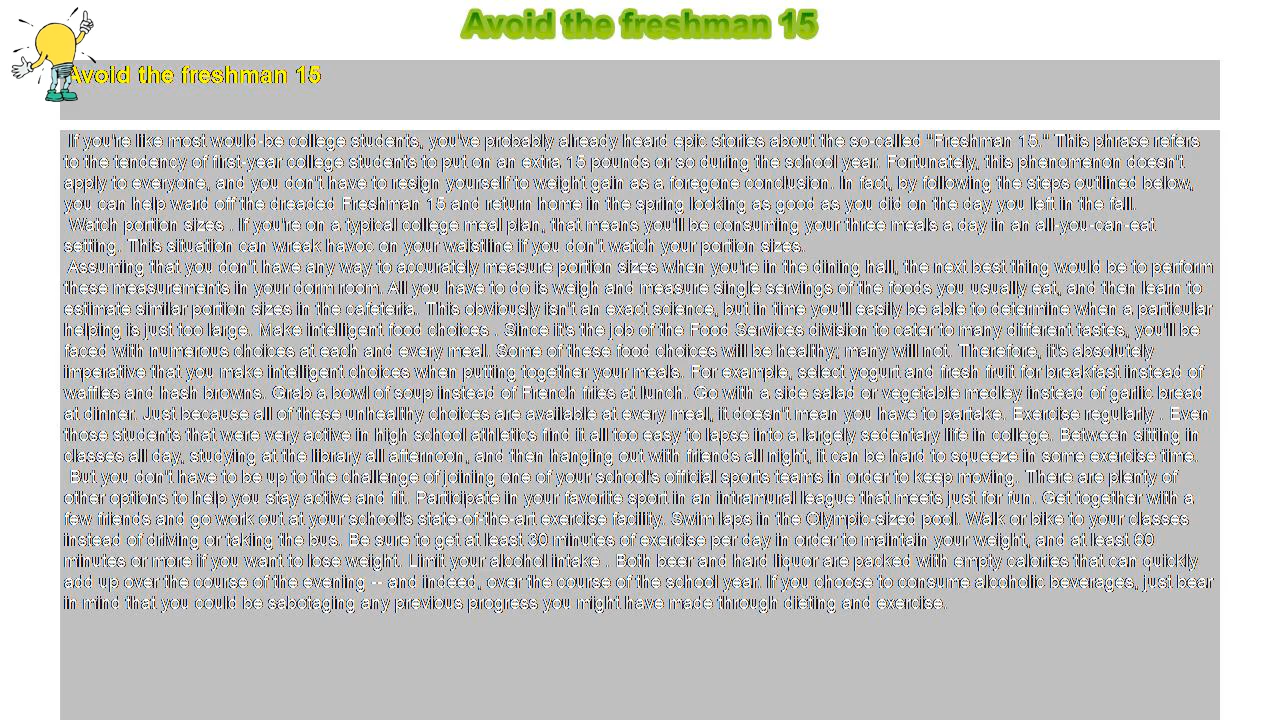 Avoid the freshman 15
Avoid the freshman 15
If you're like most would-be college students, you've probably already heard epic stories about the so-called "Freshman 15." This phrase refers
to the tendency of first-year college students to put on an extra 15 pounds or so during the school year. Fortunately, this phenomenon doesn't
apply to everyone, and you don't have to resign yourself to weight gain as a foregone conclusion. In fact, by following the steps outlined below,
you can help ward off the dreaded Freshman 15 and return home in the spring looking as good as you did on the day you left in the fall.
Watch portion sizes . If you're on a typical college meal plan, that means you'll be consuming your three meals a day in an all-you-can-eat
setting. This situation can wreak havoc on your waistline if you don't watch your portion sizes.
Assuming that you don't have any way to accurately measure portion sizes when you're in the dining hall, the next best thing would be to perform
these measurements in your dorm room. All you have to do is weigh and measure single servings of the foods you usually eat, and then learn to
estimate similar portion sizes in the cafeteria. This obviously isn't an exact science, but in time you'll easily be able to determine when a particular
helping is just too large. Make intelligent food choices . Since it's the job of the Food Services division to cater to many different tastes, you'll be
faced with numerous choices at each and every meal. Some of these food choices will be healthy; many will not. Therefore, it's absolutely
imperative that you make intelligent choices when putting together your meals. For example, select yogurt and fresh fruit for breakfast instead of
waffles and hash browns. Grab a bowl of soup instead of French fries at lunch. Go with a side salad or vegetable medley instead of garlic bread
at dinner. Just because all of these unhealthy choices are available at every meal, it doesn't mean you have to partake. Exercise regularly . Even
those students that were very active in high school athletics find it all too easy to lapse into a largely sedentary life in college. Between sitting in
classes all day, studying at the library all afternoon, and then hanging out with friends all night, it can be hard to squeeze in some exercise time.
But you don't have to be up to the challenge of joining one of your school's official sports teams in order to keep moving. There are plenty of
other options to help you stay active and fit. Participate in your favorite sport in an intramural league that meets just for fun. Get together with a
few friends and go work out at your school's state-of-the-art exercise facility. Swim laps in the Olympic-sized pool. Walk or bike to your classes
instead of driving or taking the bus. Be sure to get at least 30 minutes of exercise per day in order to maintain your weight, and at least 60
minutes or more if you want to lose weight. Limit your alcohol intake . Both beer and hard liquor are packed with empty calories that can quickly
add up over the course of the evening -- and indeed, over the course of the school year. If you choose to consume alcoholic beverages, just bear
in mind that you could be sabotaging any previous progress you might have made through dieting and exercise.